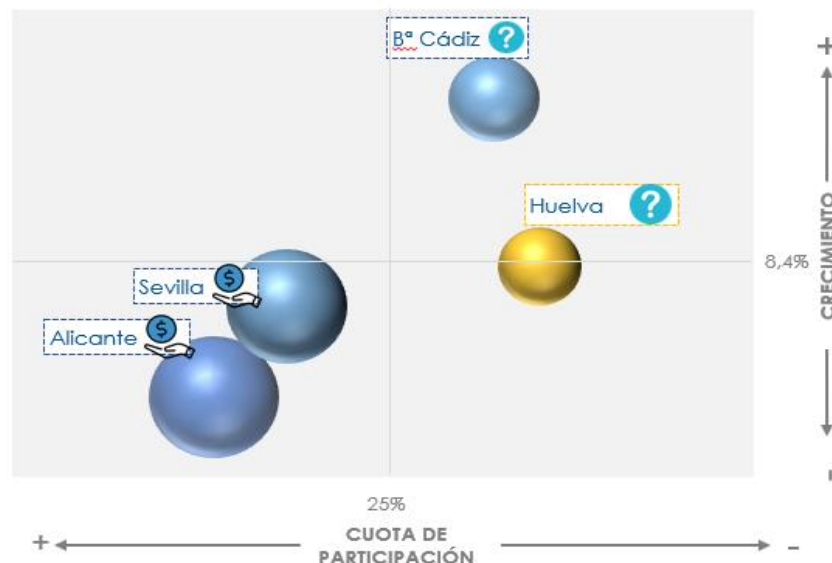 Bª Cádiz ?
+
Huelva ?
8,4%
CRECIMIENTO
Sevilla $
Alicante $
-
25%
+ CUOTA DE -
PARTICIPACIÓN